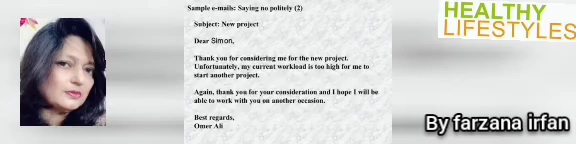 Sample e-mails: Saying no politely (2)
Subject: New project
Dear Simon,
Thank you for considering me for the new project.
Unfortunately, my current workload is too high for me to
start another project.
Again, thank you for your consideration and I hope I will be
able to work with you on another occasion.
Best regards,
Omer Ali
HEALTHY
LIFESTYLES
By farzana irfan